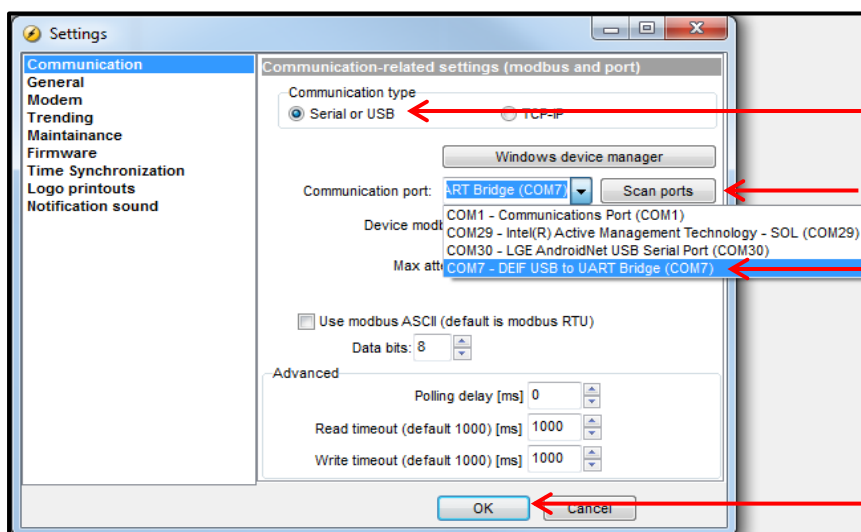 Settings
Communication
General
Modem
Trending
Maintainance
Firmware
Time Synchronization
Logo printouts
Notification sound
Communication-related settings (modbus and port)
Communication type
Serial or USB
TCP-IP
Windows device manager
Communication port: ART Bridge (COM7) Scan ports
COM1 - Communications Port (COM1)
COM29 - Intel(R) Active Management Technology - SOL (COM29)
COM30 - LGE AndroidNet USB Serial Port (COM30)
COM7 - DEIF USB to UART Bridge (COM7)
Device modb
Max atte
Use modbus ASCII (default is modbus RTU)
Data bits: 8
Advanced
Polling delay [ms] 0
Read timeout (default 1000) [ms] 1000
Write timeout (default 1000) [ms] 1000
OK Cancel